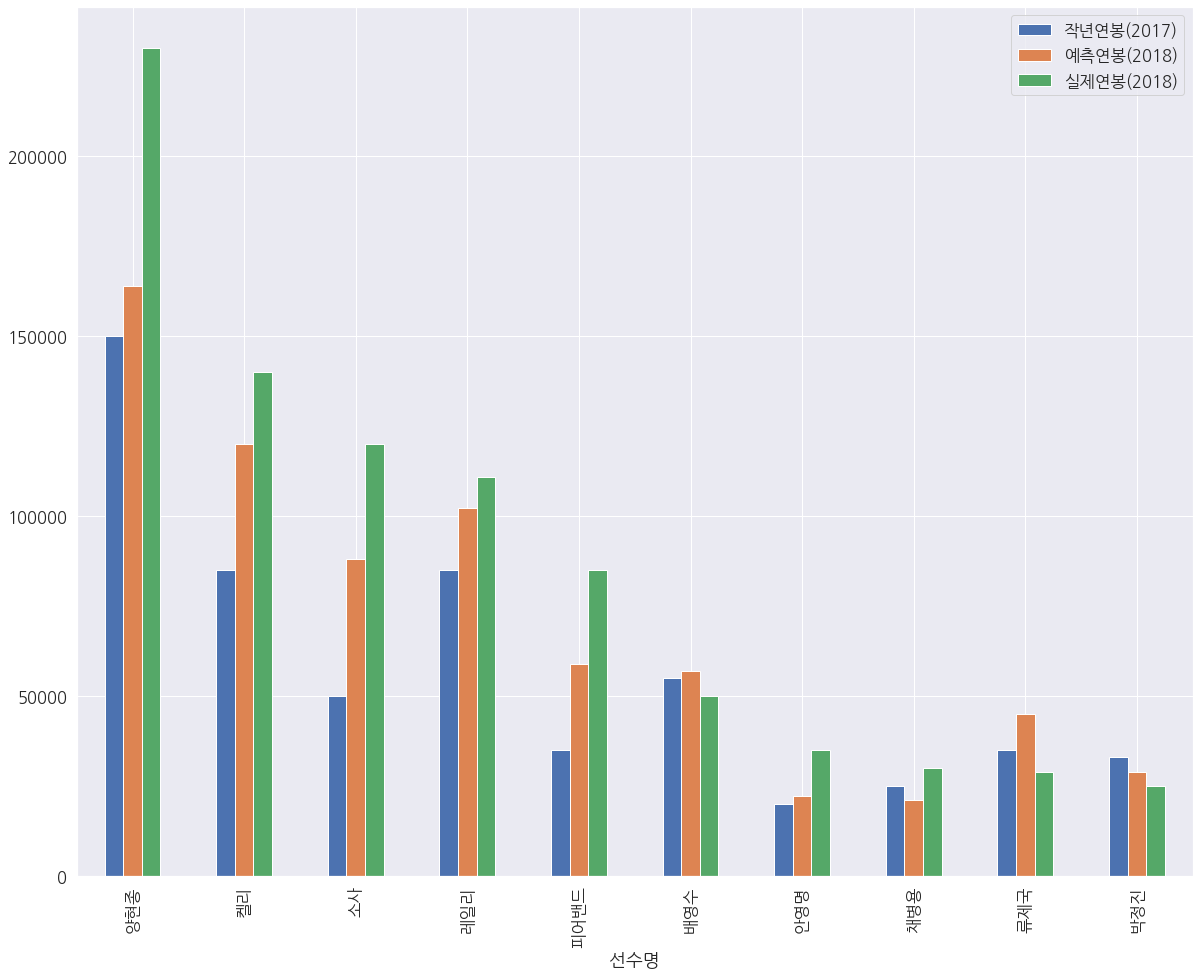 작년연봉(2017)
예측연봉(2018)
실제연봉(2018)
200000
150000
100000
50000
0
양현종
켈리
소사
레일리
피어밴드
배영수
안영명
채병용
류제국
박정진
선수명